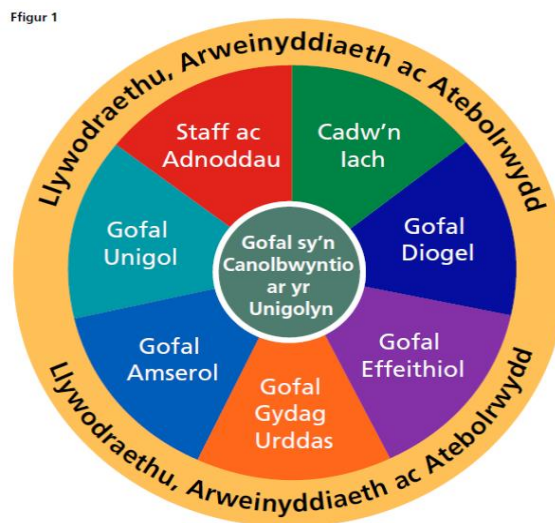 Ffigur 1
Llywodraethu, Arweinyddiaeth ac Atebolrwydd
Staff ac
Adnoddau
Cadw'n
Iach
Gofal
Unigol
Gofal sy'n
Canolbwyntio
ar yr
Unigolyn
Gofal
Diogel
Gofal
Amserol
Gofal
Gydag
Urddas
Gofal
Effeithiol
Llywodraethu, Arweinyddiaeth ac Atebolrwydd